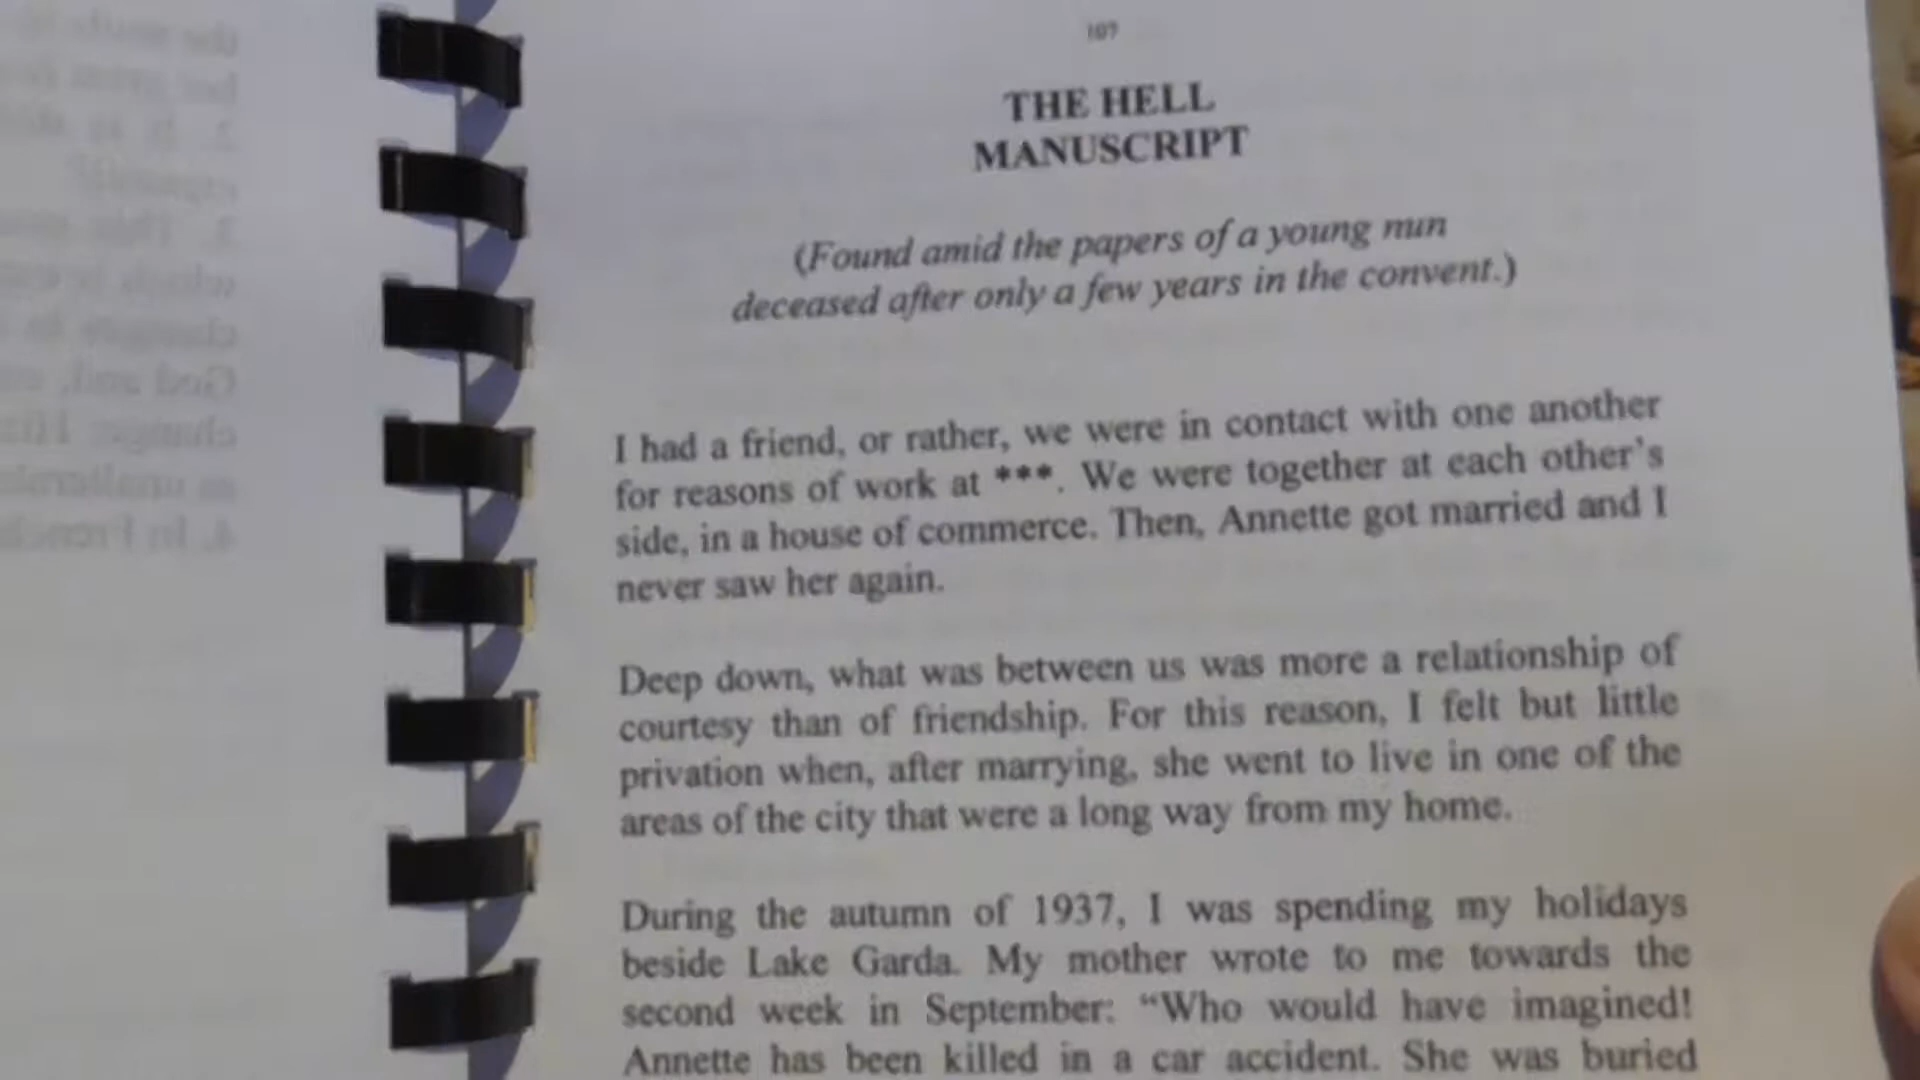 107
THE HELL
MANUSCRIPT
(Found amid the papers of a young nun
deceased after only a few years in the convent.)
I had a friend, or rather, we were in contact with one another
for reasons of work at ***. We were together at each other's
side, in a house of commerce. Then, Annette got married and I
never saw her again.
Deep down, what was between us was more a relationship of
courtesy than of friendship. For this reason, I felt but little
privation when, after marrying, she went to live in one of the
areas of the city that were a long way from my home.
During the autumn of 1937, I was spending my holidays
beside Lake Garda. My mother wrote to me towards the
second week in September: “Who would have imagined!
Annette has been killed in a car accident. She was buried